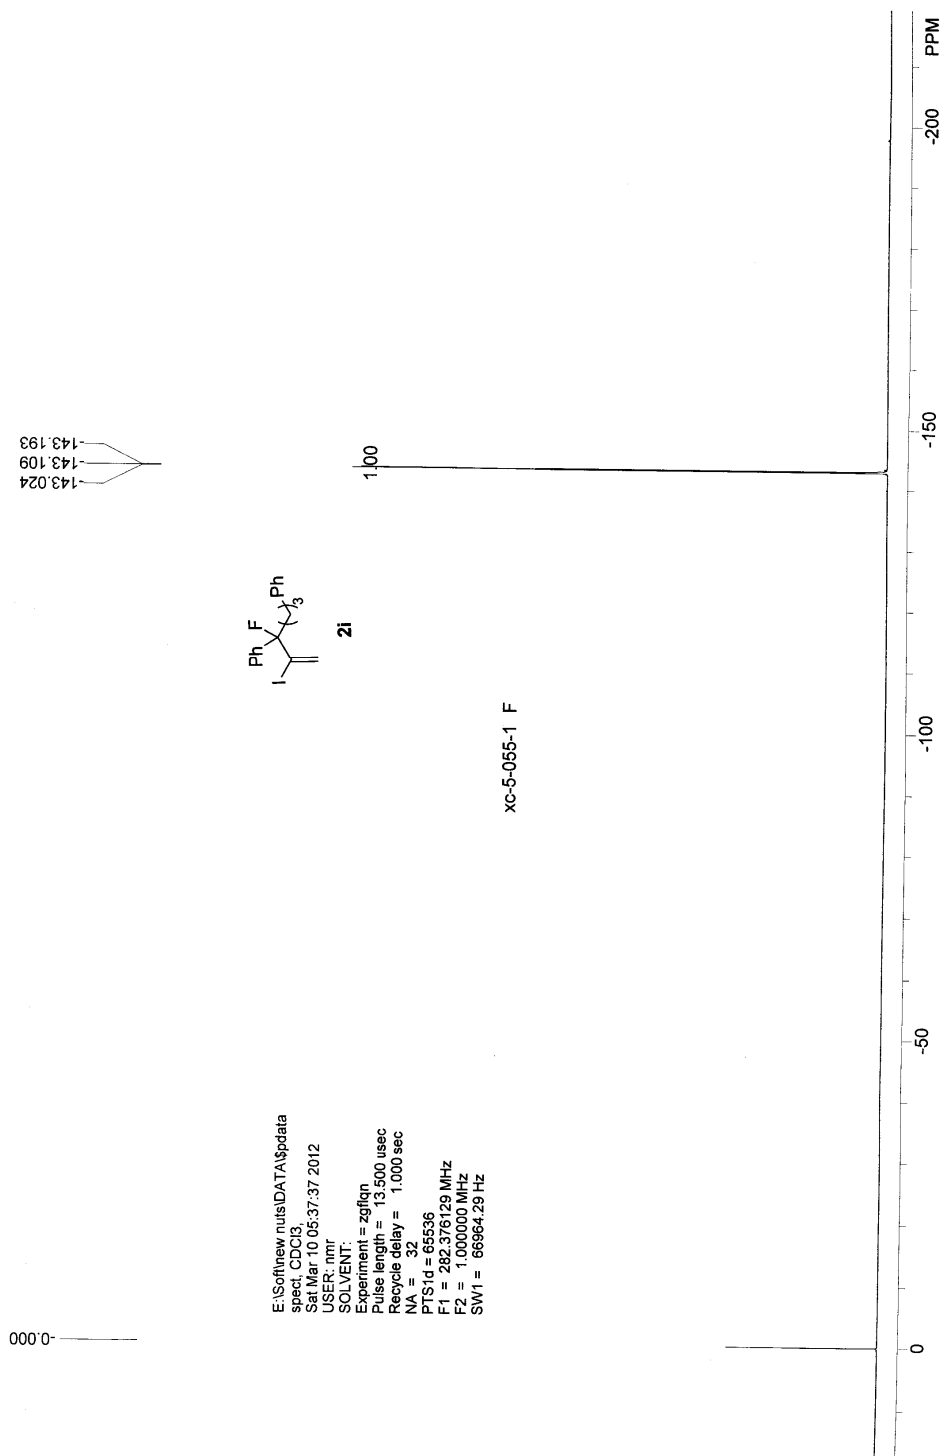 -0.000
-143.024
-143.109
-143.193
E:\Soft\new nuts\DATA\$pdata
spect, CDCl3,
Sat Mar 10 05:37:37 2012
USER: nmr
SOLVENT:
Experiment = zgflqn
Pulse length = 13.500 usec
Recycle delay = 1.000 sec
NA = 32
PTS1d = 65536
F1 = 282.376129 MHz
F2 = 1.000000 MHz
SW1 = 66964.29 Hz
Ph
F
I
3
Ph
2i
1.00
xc-5-055-1 F
0
-50
-100
-150
-200
PPM